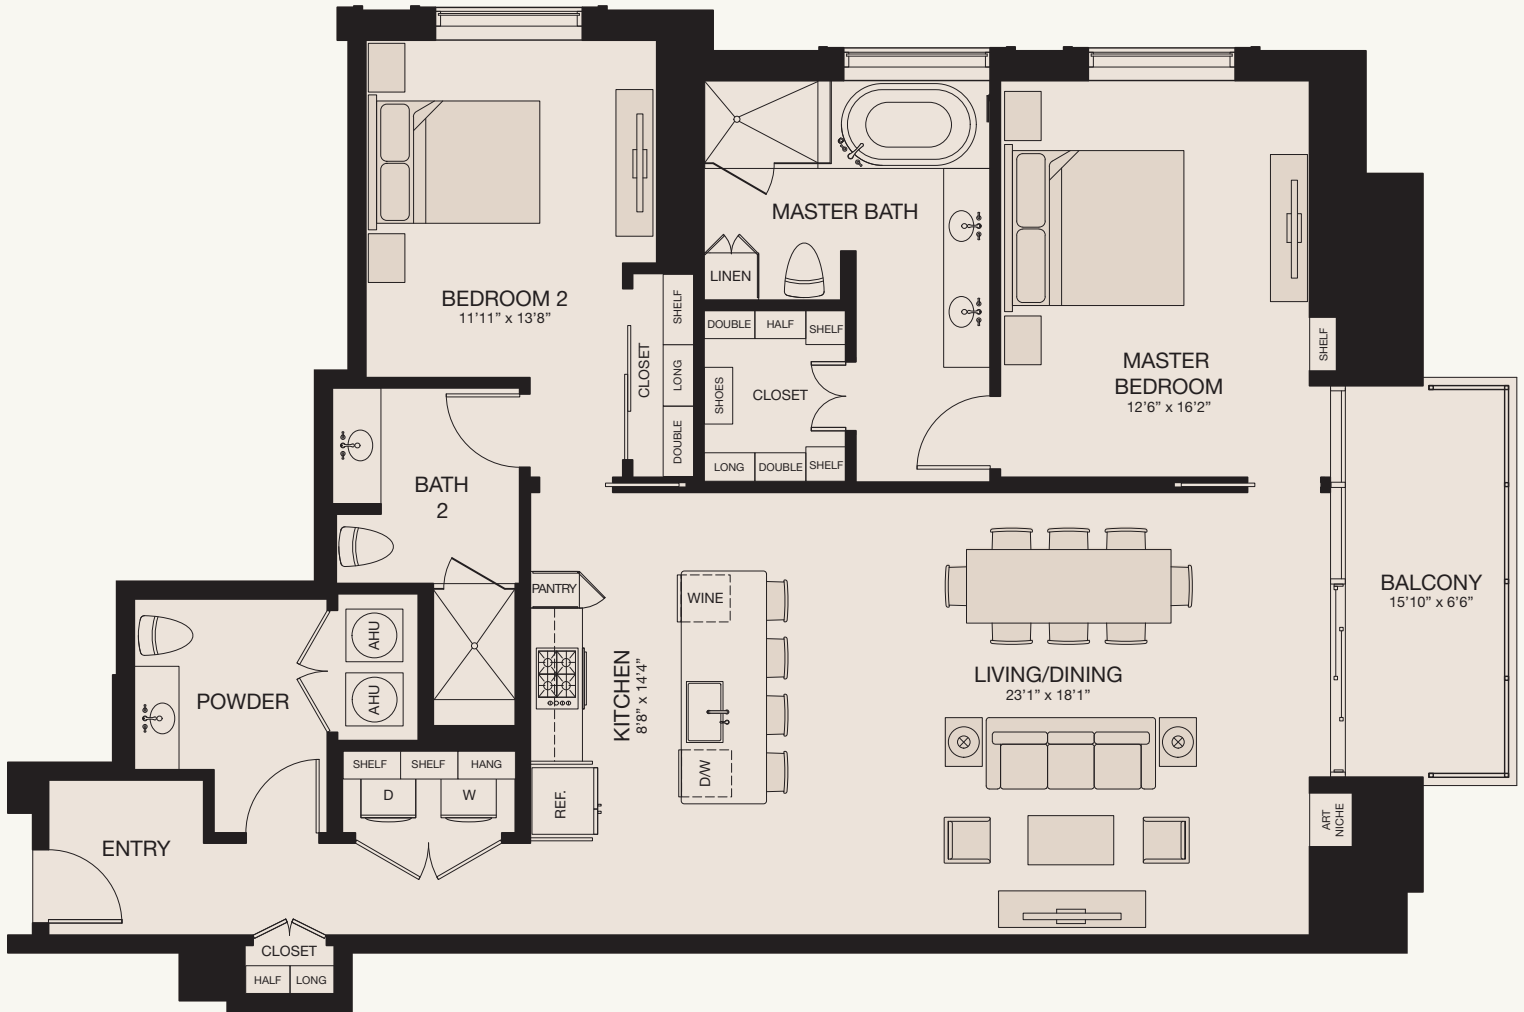 BEDROOM 2
11'11" x 13'8"
SHELF
LONG
DOUBLE
CLOSET
MASTER BATH
LINEN
DOUBLE
HALF
SHELF
SHOES
CLOSET
LONG
DOUBLE
SHELF
MASTER
BEDROOM
12'6" x 16'2"
SHELF
BATH
2
PANTRY
WINE
KITCHEN
8'8" x 14'4"
D/W
REF.
LIVING/DINING
23'1" x 18'1"
BALCONY
15'10" x 6'6"
ART
NICHE
AHU
AHU
POWDER
SHELF
SHELF
HANG
D
W
ENTRY
CLOSET
HALF
LONG